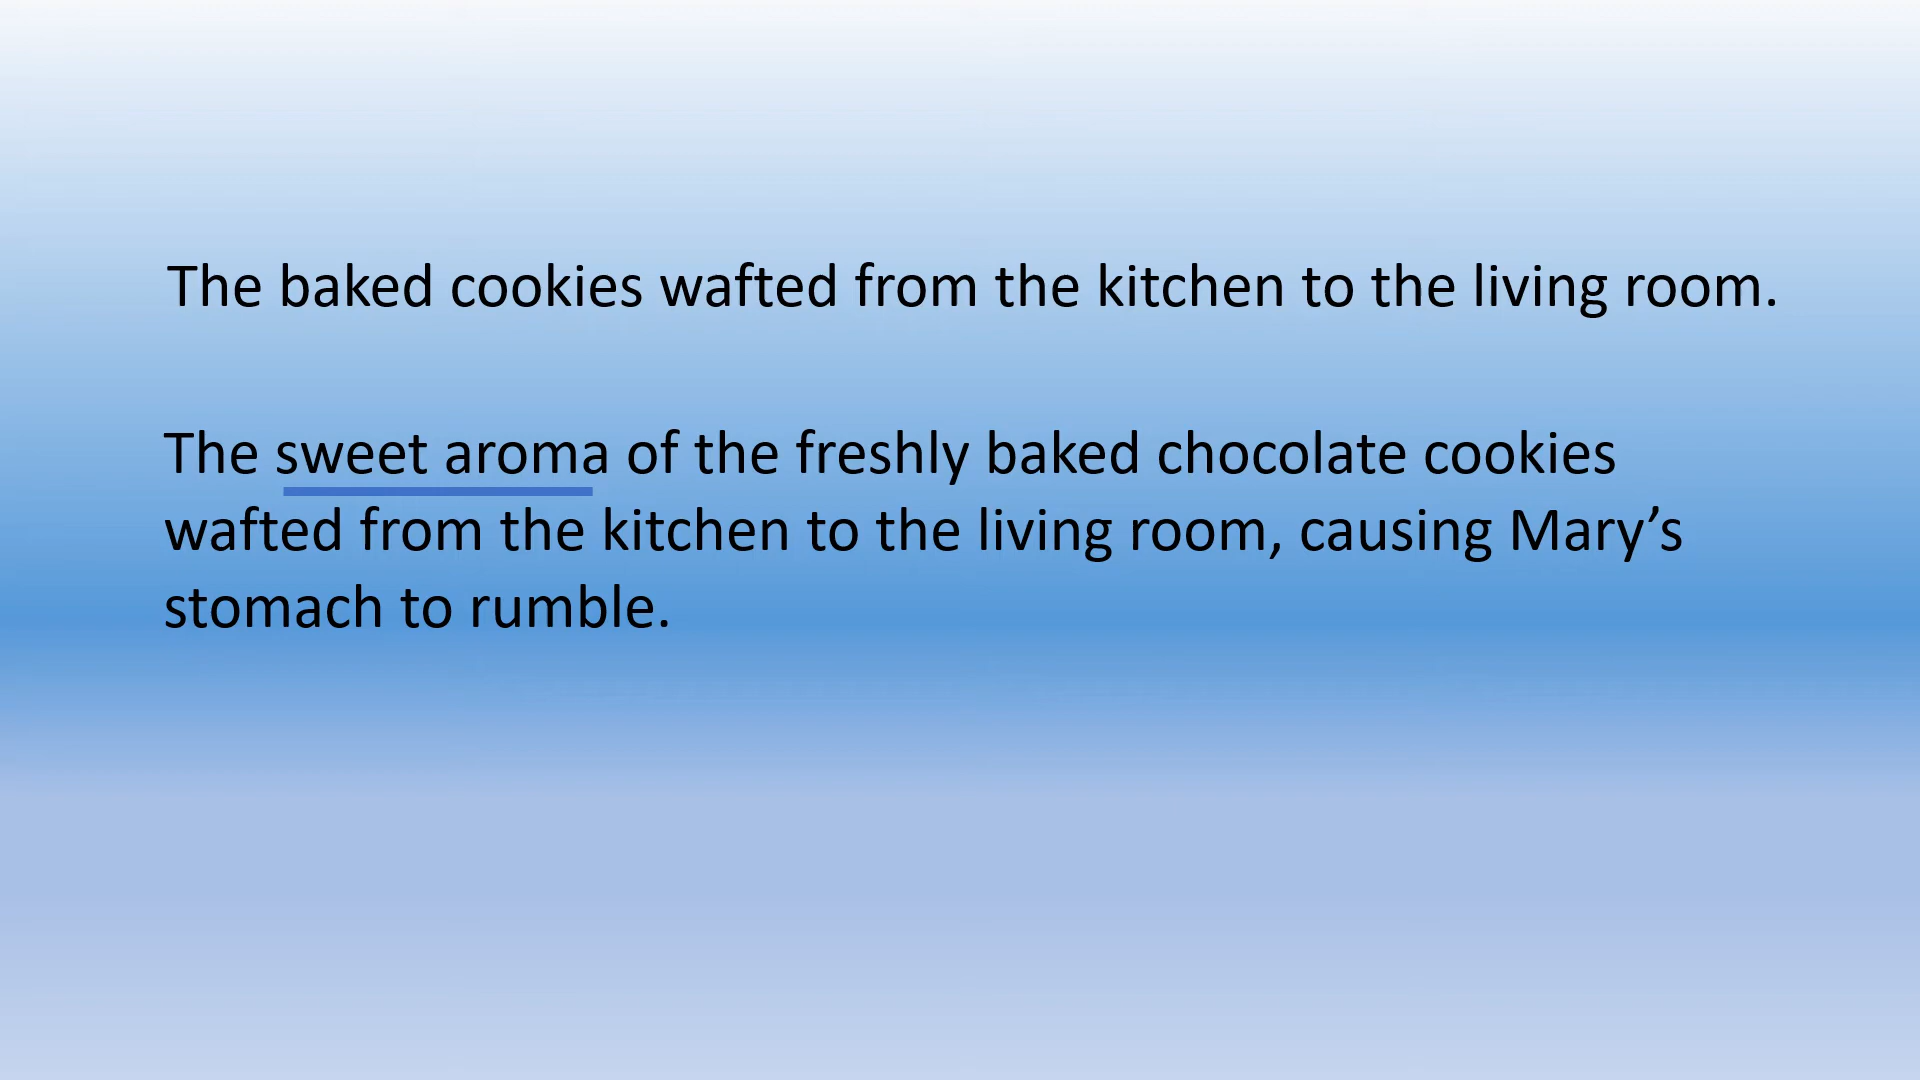 The baked cookies wafted from the kitchen to the living room.
The sweet aroma of the freshly baked chocolate cookies
wafted from the kitchen to the living room, causing Mary’s
stomach to rumble.